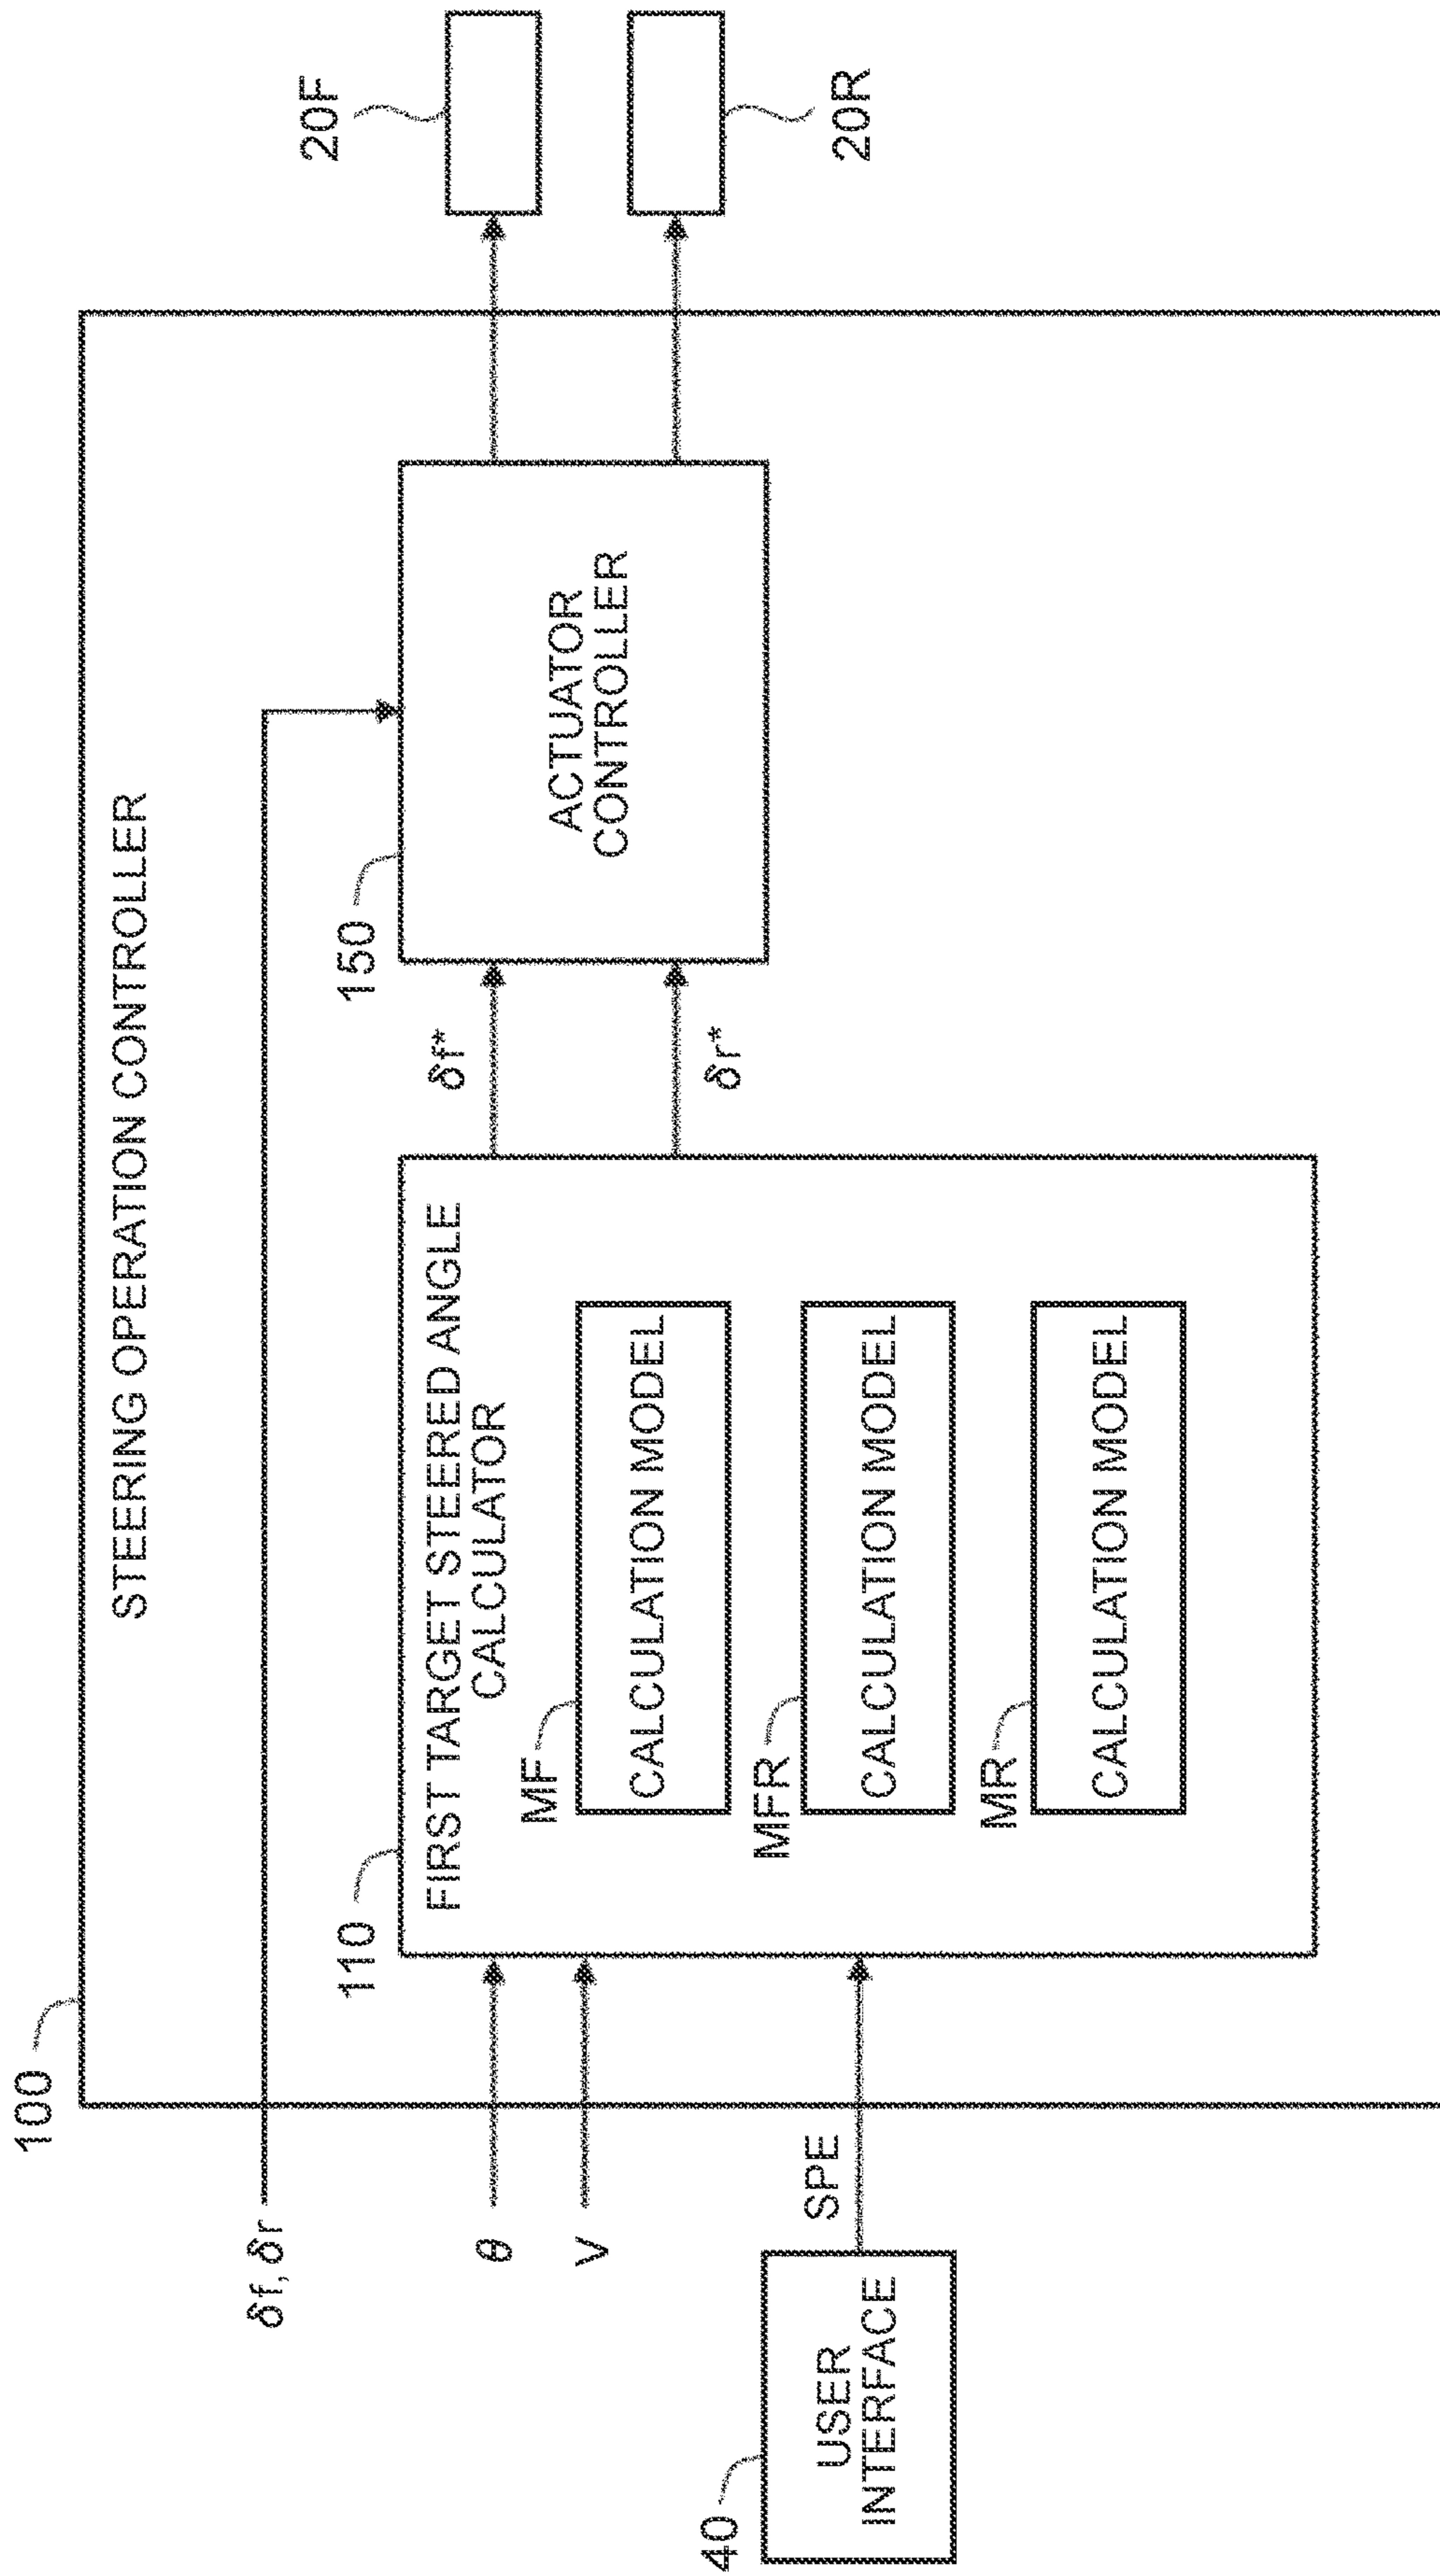 100
STEERING OPERATION CONTROLLER
δf, δr
θ
V
40
USER
INTERFACE
SPE
110
FIRST TARGET STEERED ANGLE
CALCULATOR
MF
CALCULATION MODEL
MFR
CALCULATION MODEL
MR
CALCULATION MODEL
δf*
δr*
150
ACTUATOR
CONTROLLER
20F
20R